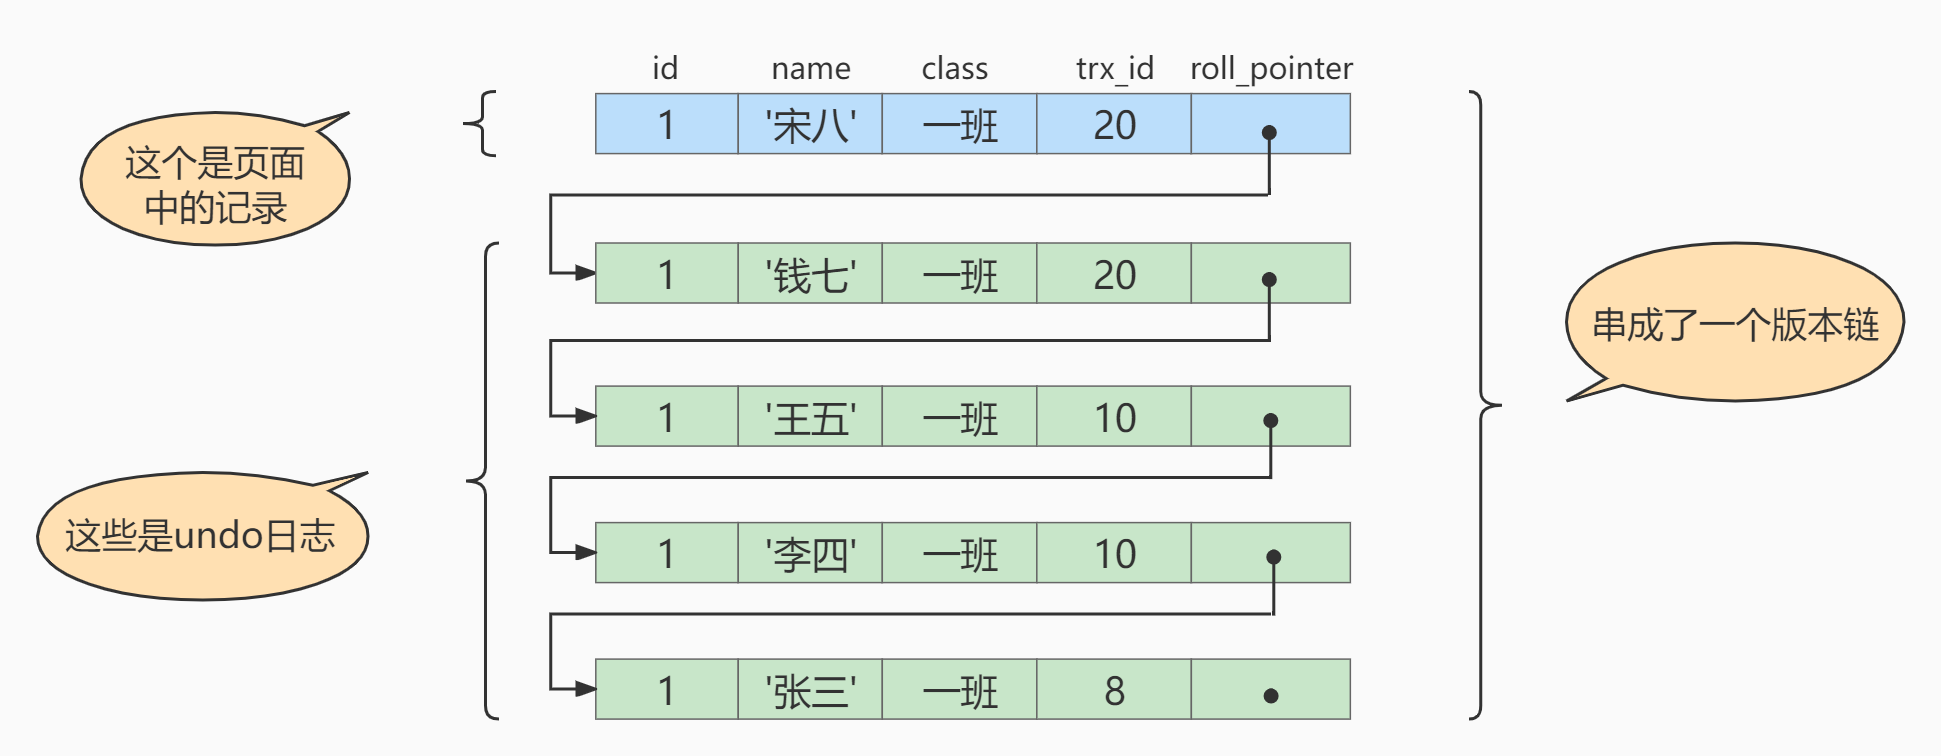 id name class trx_id roll_pointer
1 '宋八' 一班 20
这个是页面
中的记录
1 '钱七' 一班 20
串成了一个版本链
1 '王五' 一班 10
这些是undo日志
1 '李四' 一班 10
1 '张三' 一班 8